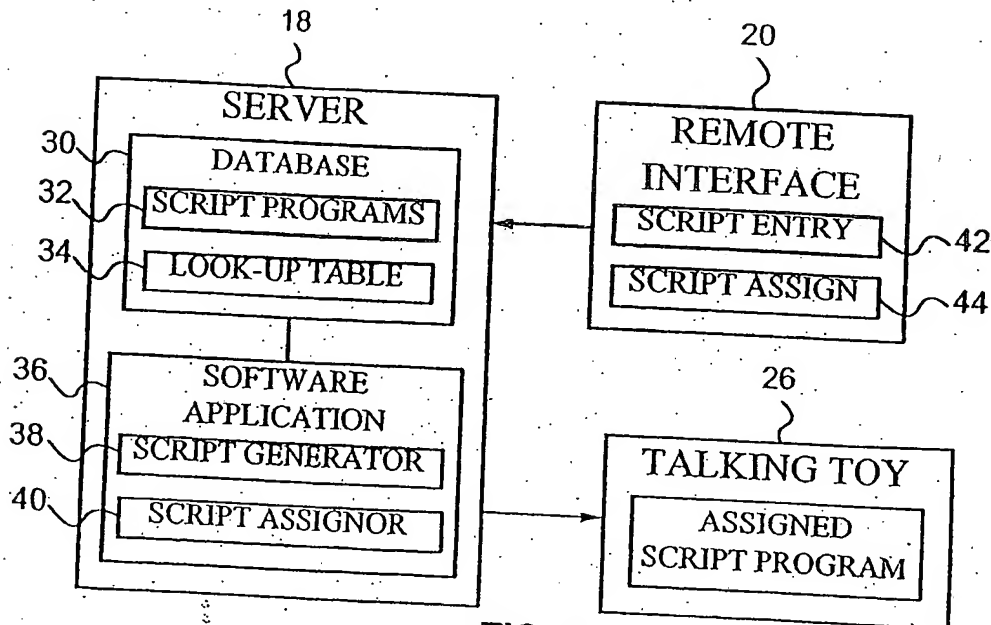 18
SERVER
30
DATABASE
32
SCRIPT PROGRAMS
34
LOOK-UP TABLE
36
SOFTWARE
APPLICATION
38
SCRIPT GENERATOR
40
SCRIPT ASSIGNOR
20
REMOTE
INTERFACE
SCRIPT ENTRY
42
SCRIPT ASSIGN
44
26
TALKING TOY
ASSIGNED
SCRIPT PROGRAM